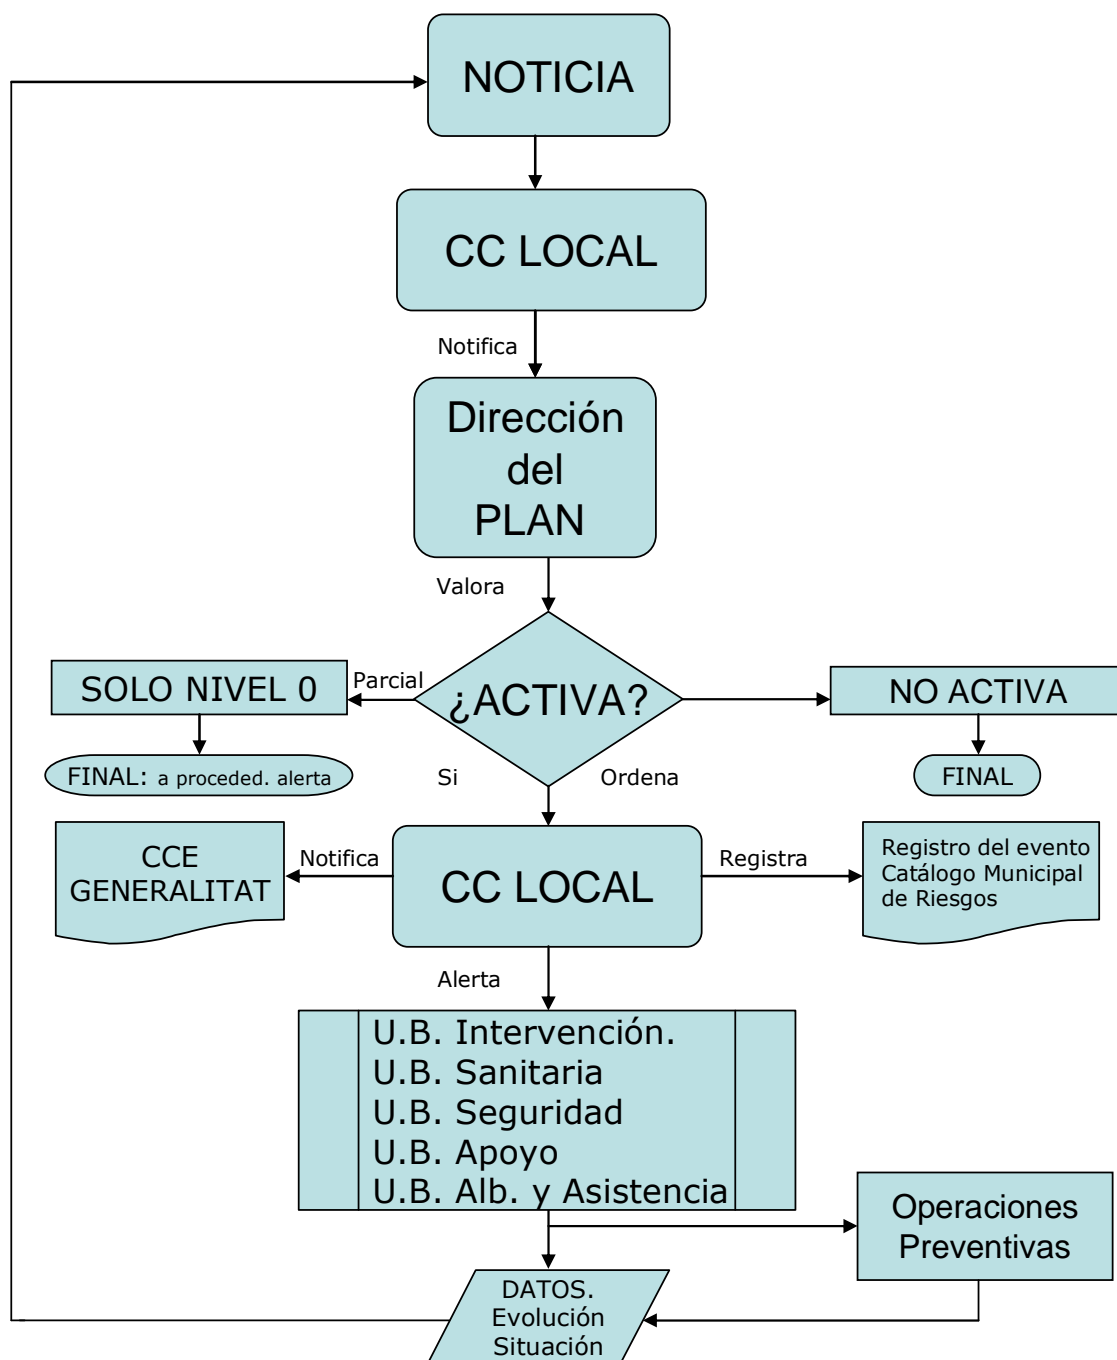 NOTICIA
CC LOCAL
Notifica
Dirección
del
PLAN
Valora
¿ACTIVA?
Parcial
SOLO NIVEL 0
FINAL: a proceded. alerta
NO ACTIVA
FINAL
Si
Ordena
CC LOCAL
Notifica
CCE
GENERALITAT
Registra
Registro del evento
Catálogo Municipal
de Riesgos
Alerta
U.B. Intervención.
U.B. Sanitaria
U.B. Seguridad
U.B. Apoyo
U.B. Alb. y Asistencia
Operaciones
Preventivas
DATOS.
Evolución
Situación